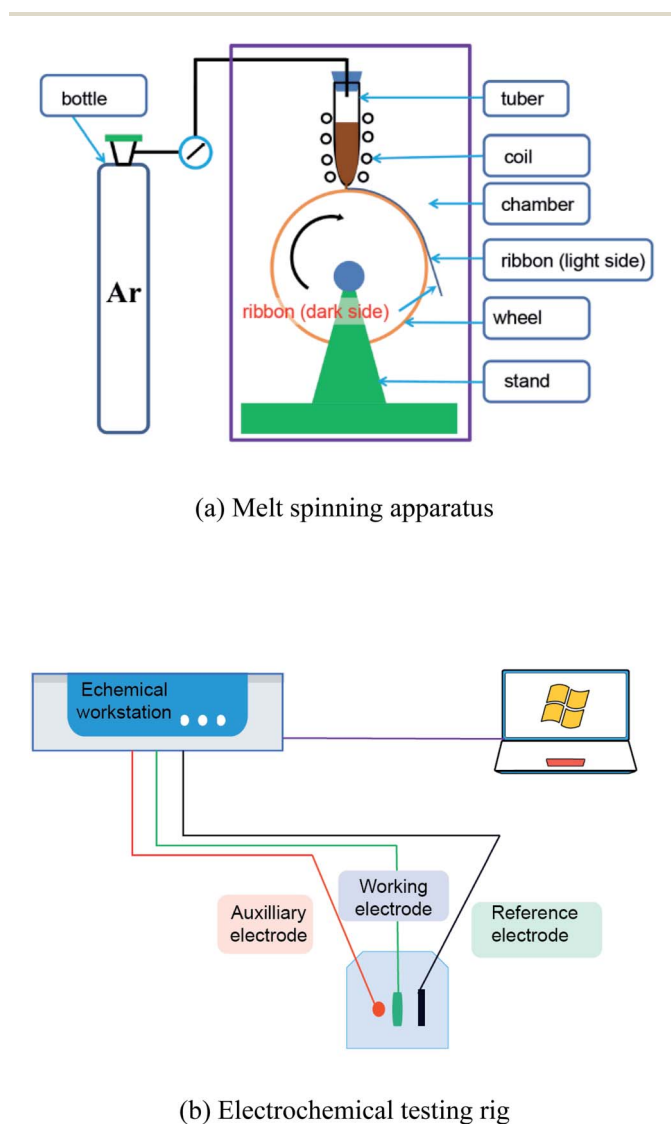 bottle
Ar
tuber
coil
chamber
ribbon (light side)
ribbon (dark side)
wheel
stand
(a) Melt spinning apparatus
Echemical
workstation
Auxilliary
electrode
Working
electrode
Reference
electrode
(b) Electrochemical testing rig